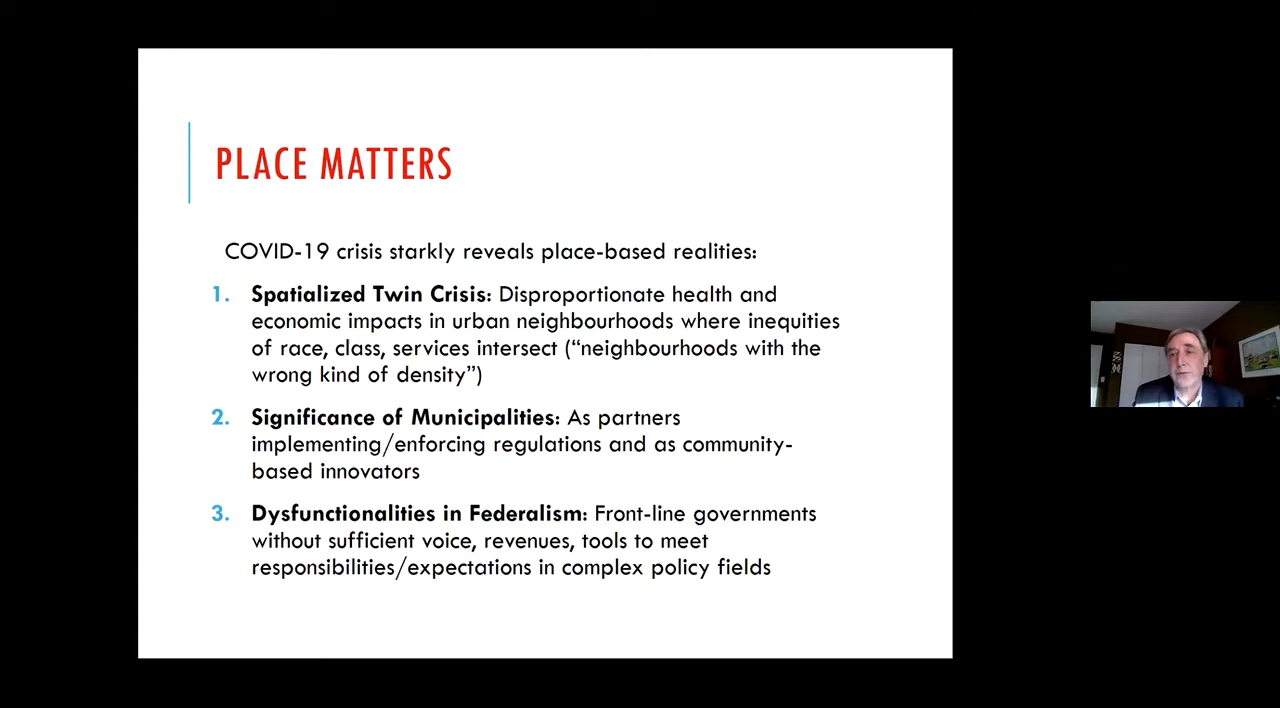 PLACE MATTERS
COVID-19 crisis starkly reveals place-based realities:
1. Spatialized Twin Crisis: Disproportionate health and
economic impacts in urban neighbourhoods where inequities
of race, class, services intersect (“neighbourhoods with the
wrong kind of density”)
2. Significance of Municipalities: As partners
implementing/enforcing regulations and as community-
based innovators
3. Dysfunctionalities in Federalism: Front-line governments
without sufficient voice, revenues, tools to meet
responsibilities/expectations in complex policy fields